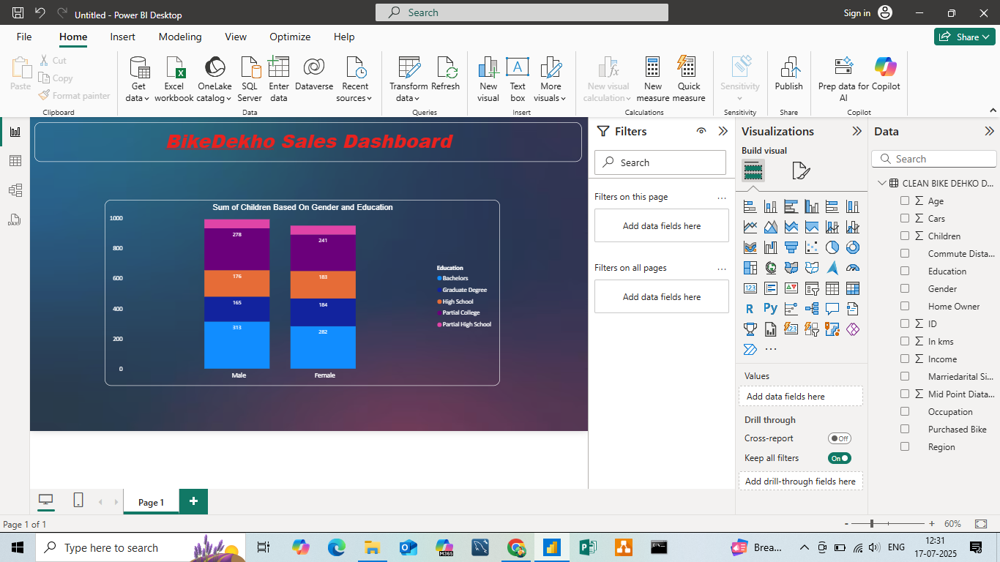 Untitled - Power BI Desktop
Search
Sign in
File
Home
Insert
Modeling
View
Optimize
Help
Share
Paste
Cut
Copy
Format painter
Clipboard
Get data
Excel workbook
OneLake catalog
SQL Server
Enter data
Dataverse
Recent sources
Data
Transform data
Refresh
Queries
New visual
Text box
More visuals
Insert
New visual calculation
New measure
Quick measure
Calculations
Sensitivity
Sensitivity
Publish
Share
Prep data for AI
Copilot
Copilot
BikeDekho Sales Dashboard
Sum of Children Based On Gender and Education
1000
800
600
400
200
0
278
176
165
313
Male
241
183
184
282
Female
Education
Bachelors
Graduate Degree
High School
Partial College
Partial High School
Filters
Search
Filters on this page
...
Add data fields here
Filters on all pages
...
Add data fields here
Visualizations
Build visual
123
R
Py
123
...
Values
Add data fields here
Drill through
Cross-report
Off
Keep all filters
On
Add drill-through fields here
Data
Search
CLEAN BIKE DEHKO D...
Age
Cars
Children
Commute Dista...
Education
Gender
Home Owner
ID
In kms
Income
Marriedarital Si...
Mid Point Diata...
Occupation
Purchased Bike
Region
DAX
Page 1
+
Page 1 of 1
-
+
60%
Type here to search
M365
Brea...
ENG
12:31
17-07-2025